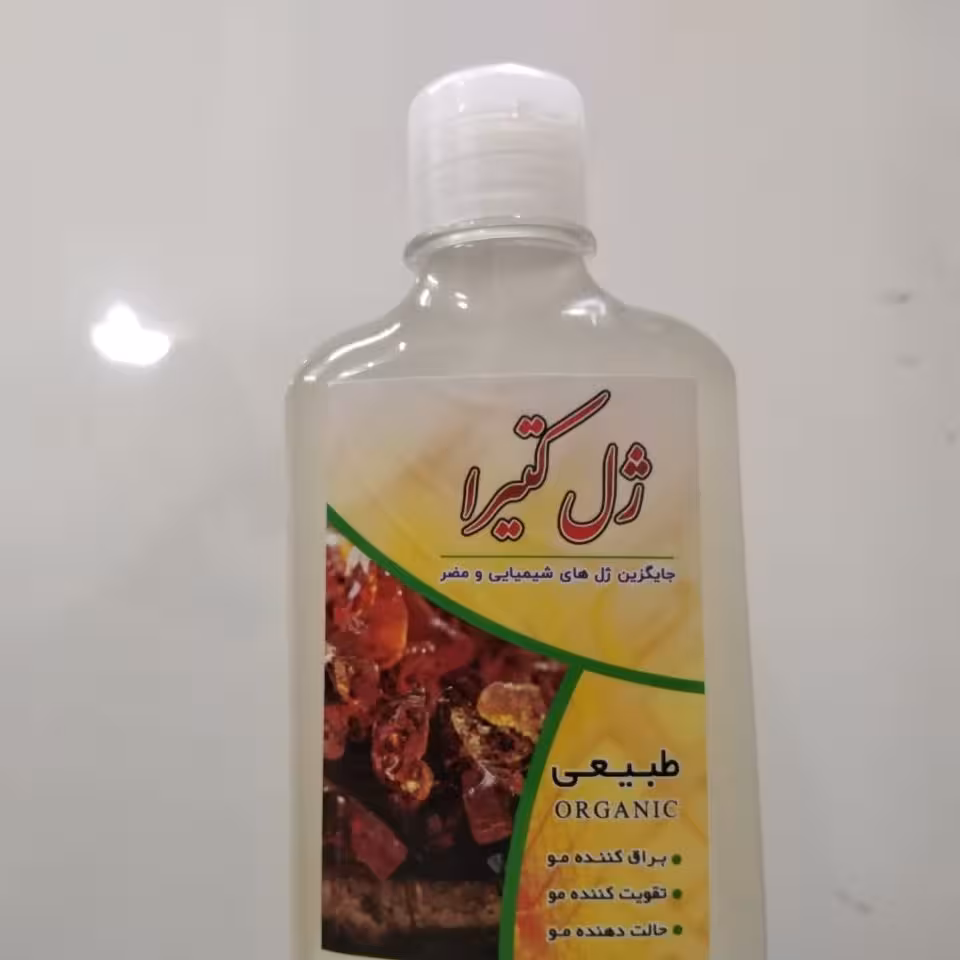 ژل کتیرا
جایگزین ژل های شیمیایی و مضر
طبیعی
ORGANIC
براق کننده مو
تقویت کننده مو
حالت دهنده مو